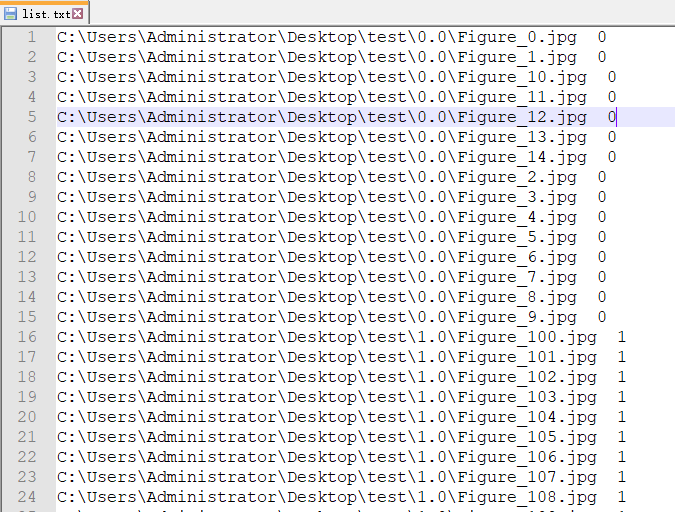 list.txt
1 C:\Users\Administrator\Desktop\test\0.0\Figure_0.jpg  0
2 C:\Users\Administrator\Desktop\test\0.0\Figure_1.jpg  0
3 C:\Users\Administrator\Desktop\test\0.0\Figure_10.jpg  0
4 C:\Users\Administrator\Desktop\test\0.0\Figure_11.jpg  0
5 C:\Users\Administrator\Desktop\test\0.0\Figure_12.jpg  0
6 C:\Users\Administrator\Desktop\test\0.0\Figure_13.jpg  0
7 C:\Users\Administrator\Desktop\test\0.0\Figure_14.jpg  0
8 C:\Users\Administrator\Desktop\test\0.0\Figure_2.jpg  0
9 C:\Users\Administrator\Desktop\test\0.0\Figure_3.jpg  0
10 C:\Users\Administrator\Desktop\test\0.0\Figure_4.jpg  0
11 C:\Users\Administrator\Desktop\test\0.0\Figure_5.jpg  0
12 C:\Users\Administrator\Desktop\test\0.0\Figure_6.jpg  0
13 C:\Users\Administrator\Desktop\test\0.0\Figure_7.jpg  0
14 C:\Users\Administrator\Desktop\test\0.0\Figure_8.jpg  0
15 C:\Users\Administrator\Desktop\test\0.0\Figure_9.jpg  0
16 C:\Users\Administrator\Desktop\test\1.0\Figure_100.jpg  1
17 C:\Users\Administrator\Desktop\test\1.0\Figure_101.jpg  1
18 C:\Users\Administrator\Desktop\test\1.0\Figure_102.jpg  1
19 C:\Users\Administrator\Desktop\test\1.0\Figure_103.jpg  1
20 C:\Users\Administrator\Desktop\test\1.0\Figure_104.jpg  1
21 C:\Users\Administrator\Desktop\test\1.0\Figure_105.jpg  1
22 C:\Users\Administrator\Desktop\test\1.0\Figure_106.jpg  1
23 C:\Users\Administrator\Desktop\test\1.0\Figure_107.jpg  1
24 C:\Users\Administrator\Desktop\test\1.0\Figure_108.jpg  1